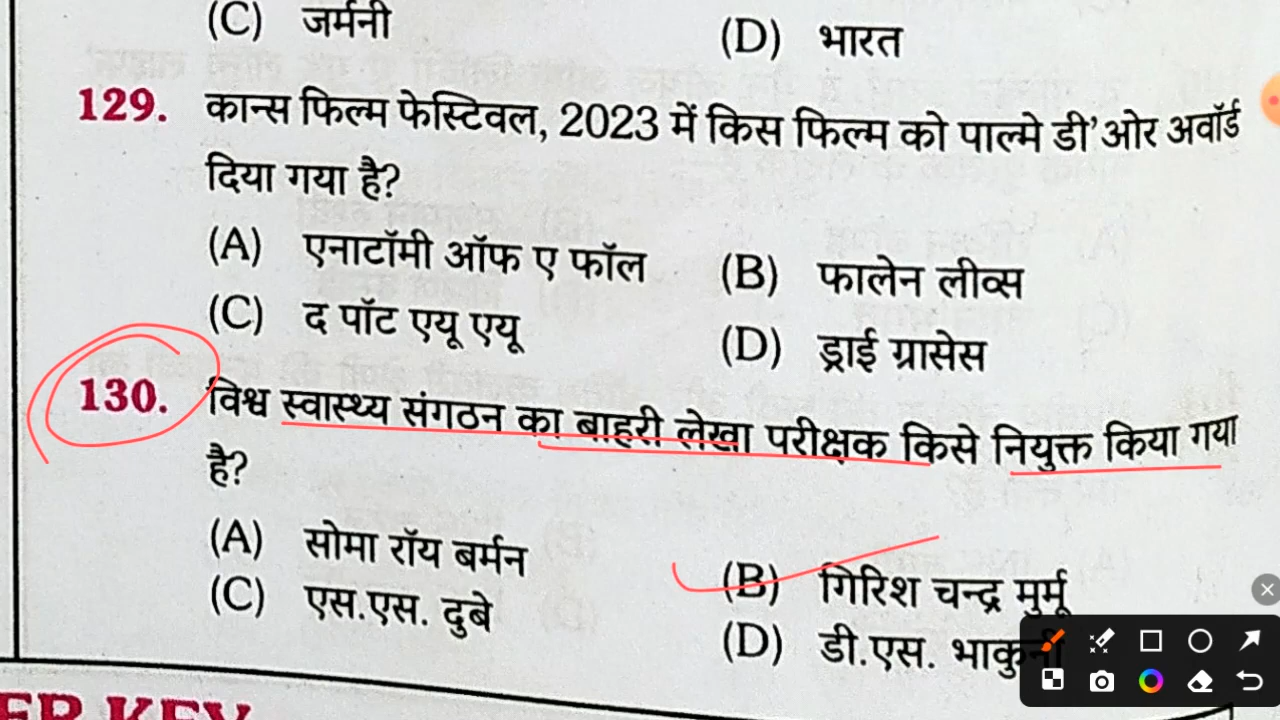 (C) जर्मनी (D) भारत
129. कान्स फिल्म फेस्टिवल, 2023 में किस फिल्म को पाल्मे डी'ओर अवॉर्ड
दिया गया है?
(A) एनाटॉमी ऑफ ए फॉल (B) फालेन लीव्स
(C) द पॉट एयू एयू (D) ड्राई ग्रासेस
130. विश्व स्वास्थ्य संगठन का बाहरी लेखा परीक्षक किसे नियुक्त किया गया
है?
(A) सोमा रॉय बर्मन (B) गिरिश चन्द्र मुर्मू
(C) एस.एस. दुबे (D) डी.एस. भाकुनी
KEY